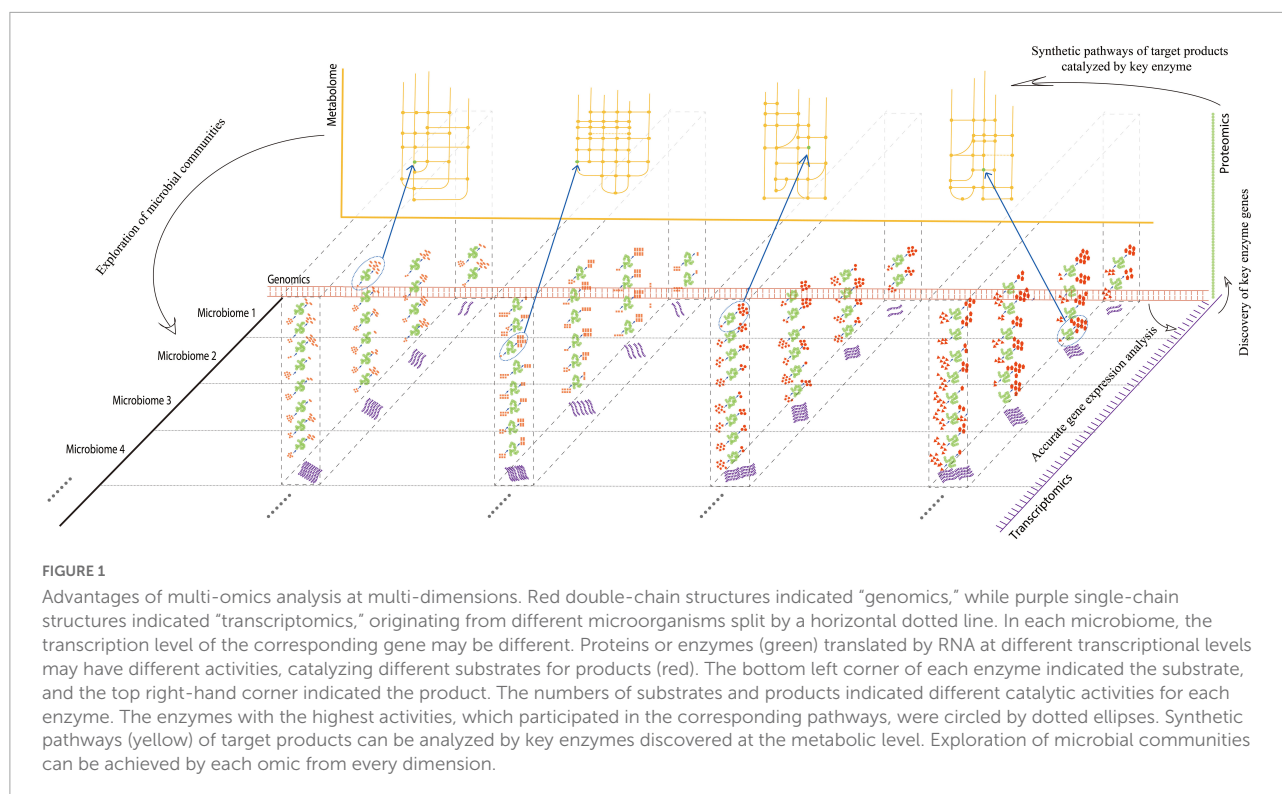 Synthetic pathways of target products
catalyzed by key enzyme
Metabolome
Proteomics
Exploration of microbial communities
Discovery of key enzyme genes
Genomics
Microbiome 1
Microbiome 2
Microbiome 3
Microbiome 4
Accurate gene expression analysis
Transcriptomics
FIGURE 1
Advantages of multi-omics analysis at multi-dimensions. Red double-chain structures indicated “genomics,” while purple single-chain
structures indicated “transcriptomics,” originating from different microorganisms split by a horizontal dotted line. In each microbiome, the
transcription level of the corresponding gene may be different. Proteins or enzymes (green) translated by RNA at different transcriptional levels
may have different activities, catalyzing different substrates for products (red). The bottom left corner of each enzyme indicated the substrate,
and the top right-hand corner indicated the product. The numbers of substrates and products indicated different catalytic activities for each
enzyme. The enzymes with the highest activities, which participated in the corresponding pathways, were circled by dotted ellipses. Synthetic
pathways (yellow) of target products can be analyzed by key enzymes discovered at the metabolic level. Exploration of microbial communities
can be achieved by each omic from every dimension.